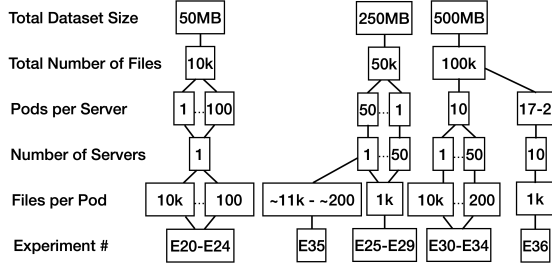 Total Dataset Size 50MB 250MB 500MB
Total Number of Files 10k 50k 100k
Pods per Server 1 ... 100 50 ... 1 10 17-2
Number of Servers 1 1 ... 50 1 ... 50 10
Files per Pod 10k ... 100 ~11k - ~200 1k 10k ... 200 1k
Experiment # E20-E24 E35 E25-E29 E30-E34 E36